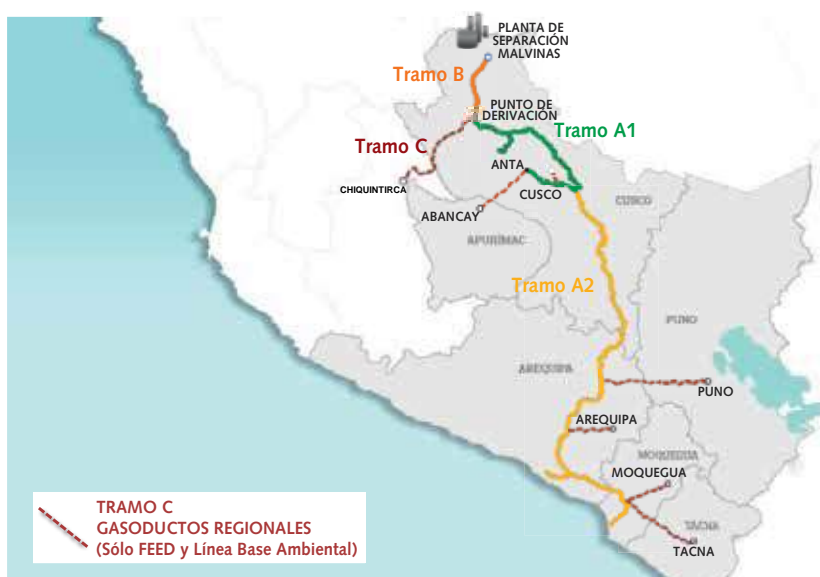 PLANTA DE
SEPARACIÓN
MALVINAS
Tramo B
PUNTO DE
DERIVACIÓN
Tramo A1
Tramo C
ANTA
CHIQUINTIRCA
CUSCO
CUSCO
ABANCAY
APURÍMAC
Tramo A2
PUNO
AREQUIPA
PUNO
AREQUIPA
MOQUEGUA
MOQUEGUA
TACNA
TACNA
TRAMO C
GASODUCTOS REGIONALES
(Sólo FEED y Línea Base Ambiental)